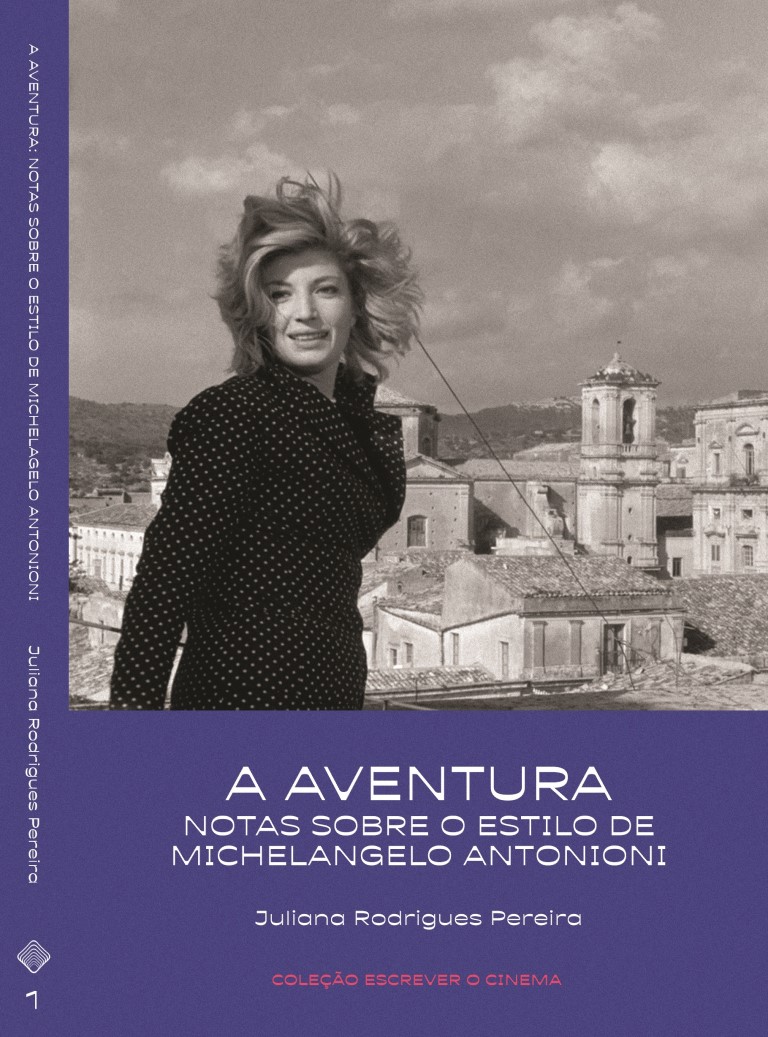 A AVENTURA: NOTAS SOBRE O ESTILO DE MICHELAGELO ANTONIONI
Juliana Rodrigues Pereira
1
A AVENTURA
NOTAS SOBRE O ESTILO DE
MICHELANGELO ANTONIONI
Juliana Rodrigues Pereira
COLEÇÃO ESCREVER O CINEMA